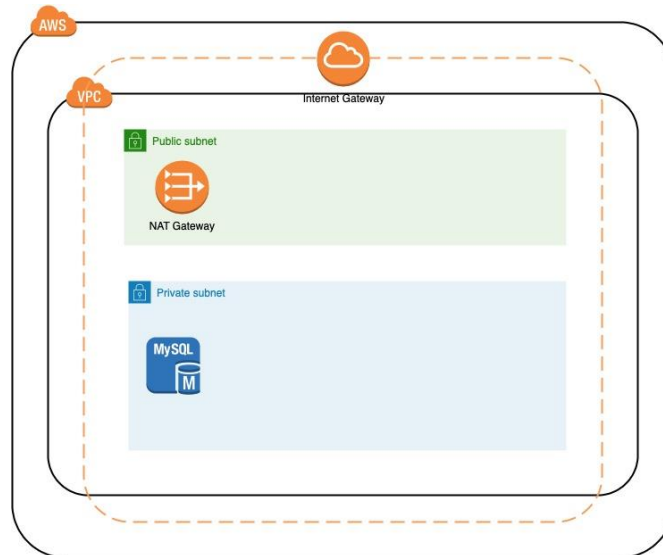 AWS
VPC
Internet Gateway
Public subnet
NAT Gateway
Private subnet
MySQL
M